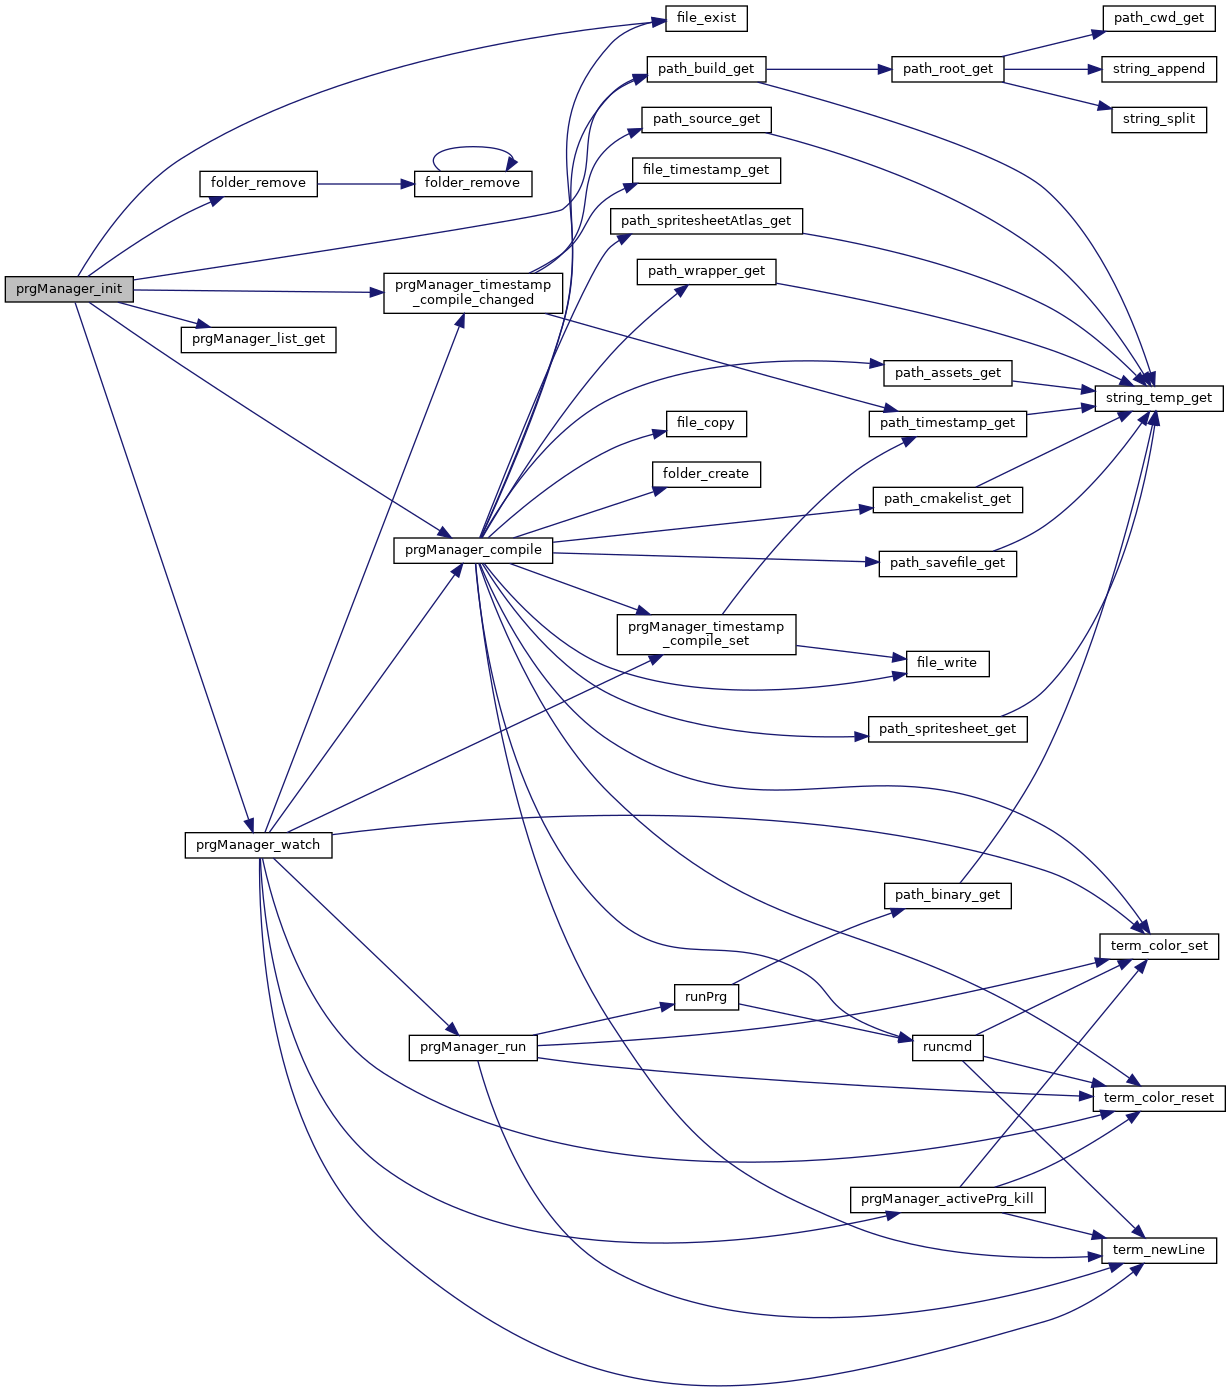 file_exist
path_cwd_get
path_build_get
path_root_get
string_append
path_source_get
string_split
file_timestamp_get
folder_remove
folder_remove
path_spritesheetAtlas_get
path_wrapper_get
prgManager_init
prgManager_timestamp
_compile_changed
prgManager_list_get
path_assets_get
string_temp_get
file_copy
path_timestamp_get
folder_create
path_cmakelist_get
prgManager_compile
path_savefile_get
prgManager_timestamp
_compile_set
file_write
path_spritesheet_get
prgManager_watch
path_binary_get
term_color_set
runPrg
prgManager_run
runcmd
term_color_reset
prgManager_activePrg_kill
term_newLine